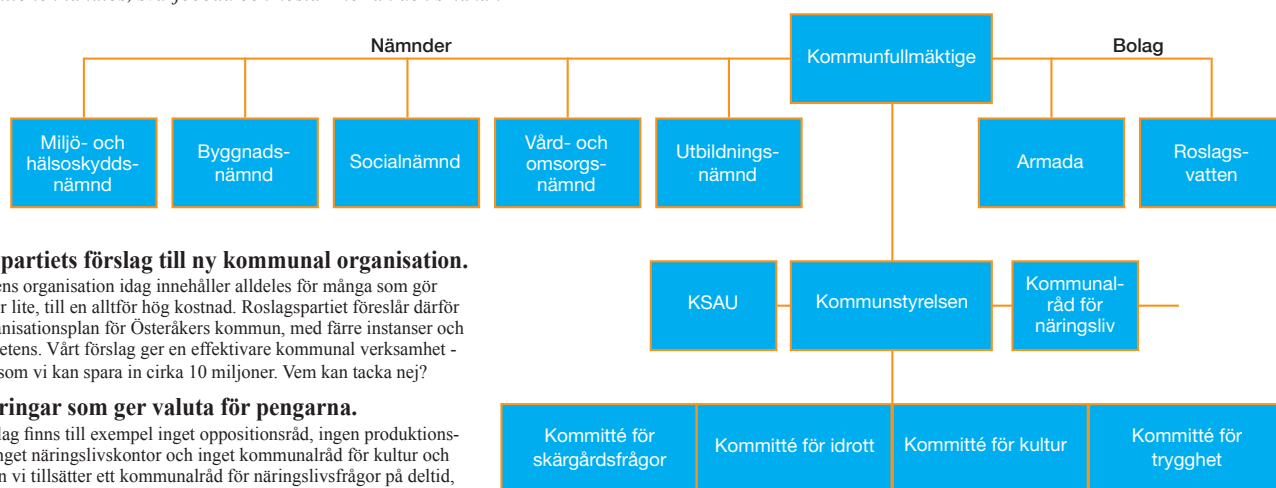 Nämnder
Bolag
Kommunfullmäktige
Miljö- och
hälsoskydds-
nämnd
Byggnads-
nämnd
Socialnämnd
Vård- och
omsorgs-
nämnd
Utbildnings-
nämnd
Armada
Roslags-
vatten
partiets förslag till ny kommunal organisation.
ens organisation idag innehåller alldeles för många som gör
r lite, till en alltför hög kostnad. Roslagspartiet föreslår därför
anisationsplan för Österåkers kommun, med färre instanser och
etens. Vårt förslag ger en effektivare kommunal verksamhet -
som vi kan spara in cirka 10 miljoner. Vem kan tacka nej?
KSAU
Kommunstyrelsen
Kommunal-
råd för
näringsliv
ringar som ger valuta för pengarna.
lag finns till exempel inget oppositionsråd, ingen produktions-
nget näringslivskontor och inget kommunalråd för kultur och
n vi tillsätter ett kommunalråd för näringslivsfrågor på deltid,
Kommitté för
skärgårdsfrågor
Kommitté för idrott
Kommitté för kultur
Kommitté för
trygghet